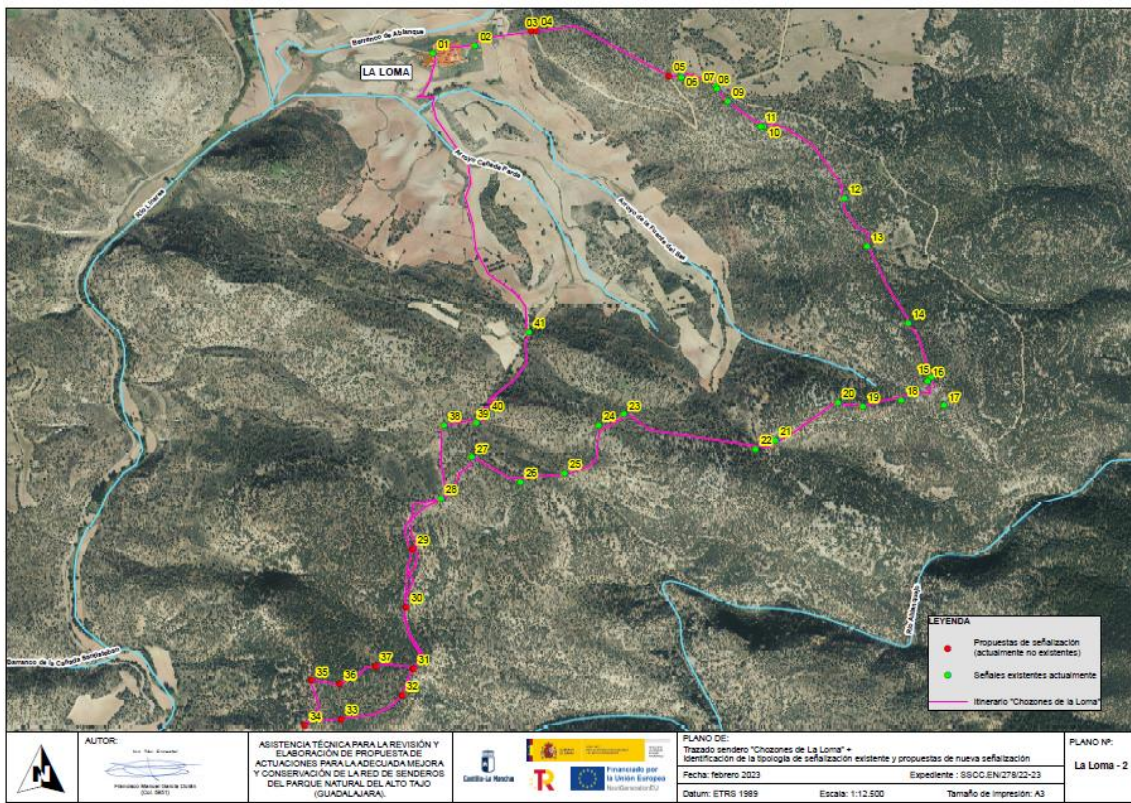 Barranco de Ablanque
01
02
03
04
LA LOMA
05
06
07
08
09
11
10
Arroyo Cañada Parda
Río Linares
Arroyo de la Fuente del Sas
12
13
14
41
15
16
20
19
18
17
38
39
40
24
23
27
22
21
26
25
28
29
30
Río Ablanquejo
LEYENDA
Propuestas de señalización
(actualmente no existentes)
Señales existentes actualmente
Itinerario "Chozones de la Loma"
Barranco de la Cañada Santiesteban
35
36
37
31
32
34
33
N
AUTOR:
Francisco Manuel García Durán
ASISTENCIA TÉCNICA PARA LA REVISIÓN Y
ELABORACIÓN DE PROPUESTA DE
ACTUACIONES PARA LA ADECUADA MEJORA
Y CONSERVACIÓN DE LA RED DE SENDEROS
DEL PARQUE NATURAL DEL ALTO TAJO
(GUADALAJARA).
Castilla-La Mancha
Financiado por
la Unión Europea
NextGenerationEU
PLANO DE:
Trazado sendero "Chozones de La Loma" +
Identificación de la tipología de señalización existente y propuestas de nueva señalización
Fecha: febrero 2023
Expediente : SSCC.EN/278/22-23
Datum: ETRS 1989
Escala: 1:12.500
Tamaño de impresión: A3
PLANO Nº:
La Loma - 2